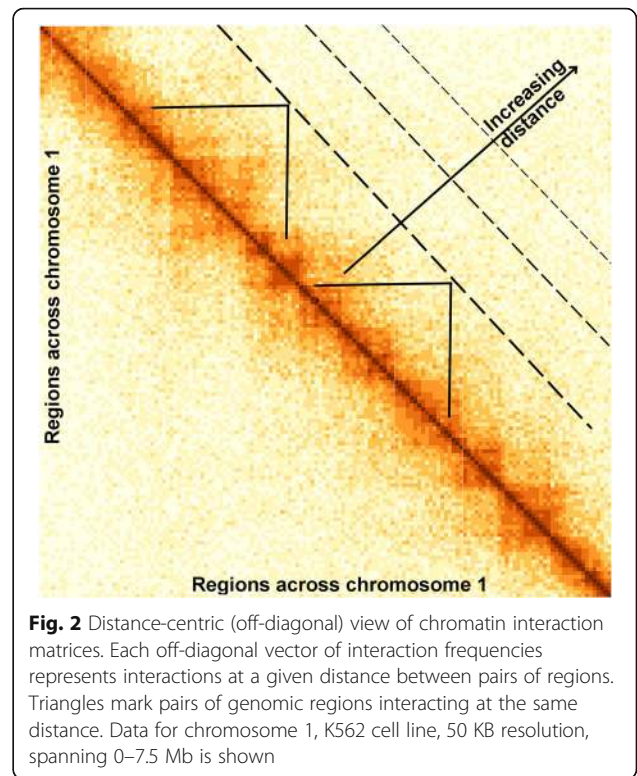 Increasing
distance
Regions across chromosome 1
Regions across chromosome 1
Fig. 2 Distance-centric (off-diagonal) view of chromatin interaction
matrices. Each off-diagonal vector of interaction frequencies
represents interactions at a given distance between pairs of regions.
Triangles mark pairs of genomic regions interacting at the same
distance. Data for chromosome 1, K562 cell line, 50 KB resolution,
spanning 0–7.5 Mb is shown